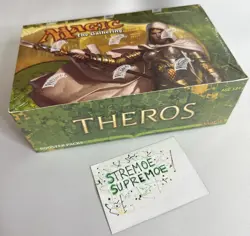 Magic
The Gathering
THEROS
STREMOE
SUPREMOE